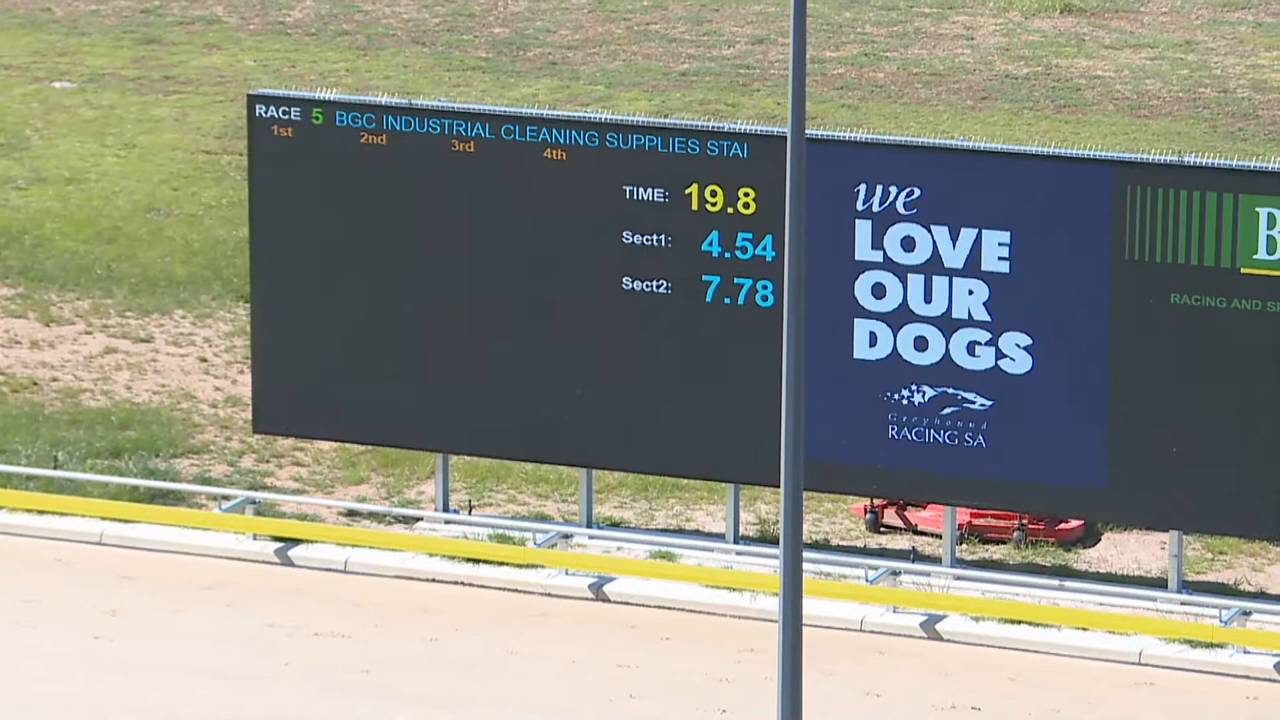 RACE 5 BGC INDUSTRIAL CLEANING SUPPLIES STAI
1st 2nd 3rd 4th
TIME: 19.8
Sect1: 4.54
Sect2: 7.78
we
LOVE
OUR
DOGS
Greyhound
RACING SA
B
RACING AND